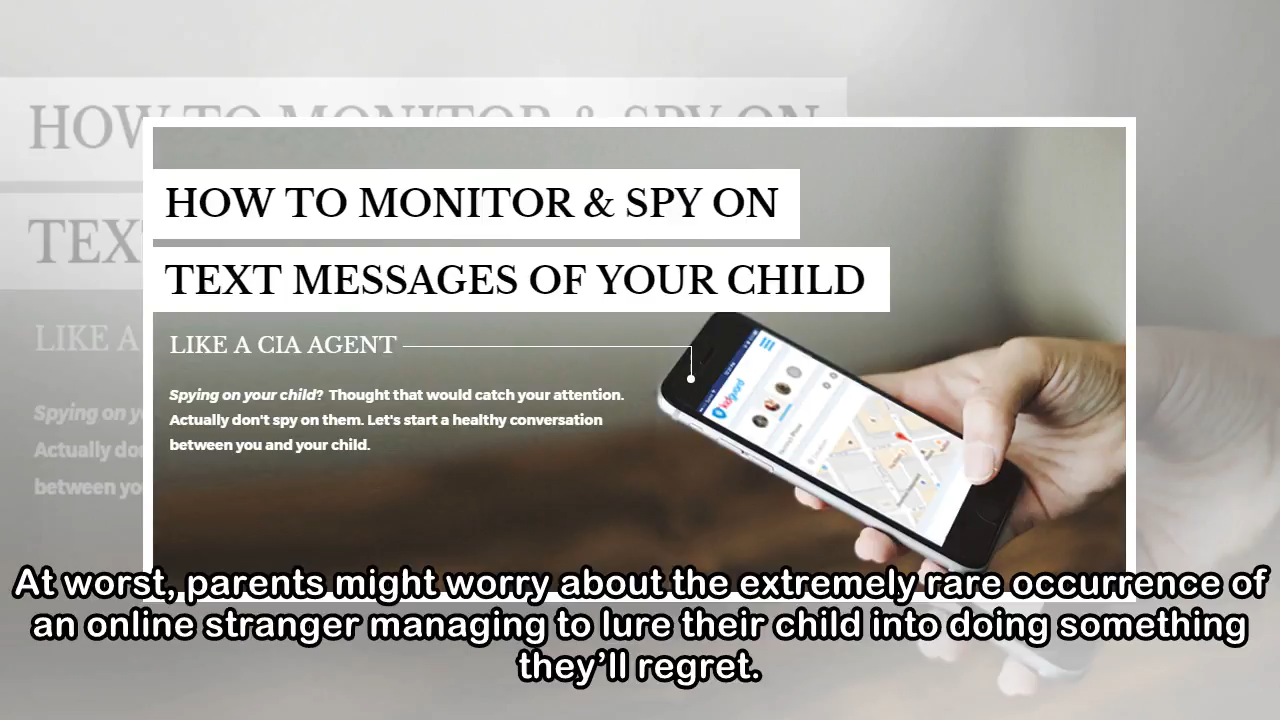 HOW TO MONITOR & SPY ON
TEXT MESSAGES OF YOUR CHILD
LIKE A CIA AGENT
Spying on your child? Thought that would catch your attention.
Actually don't spy on them. Let's start a healthy conversation
between you and your child.
kidguard
At worst, parents might worry about the extremely rare occurrence of
an online stranger managing to lure their child into doing something
they’ll regret.